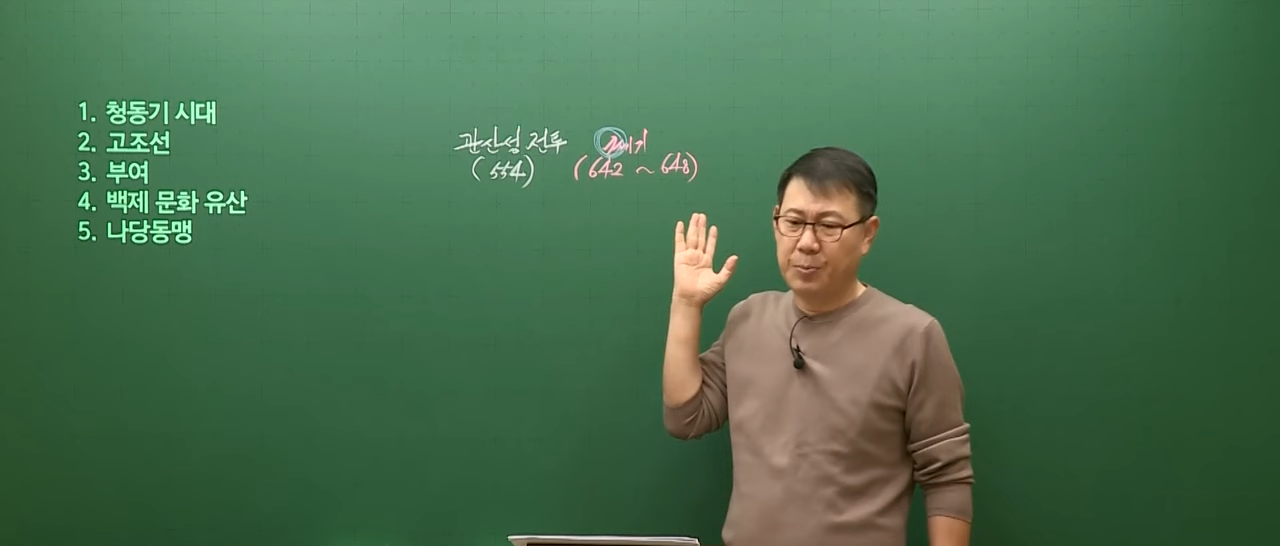 1. 청동기 시대
2. 고조선
3. 부여
4. 백제 문화 유산
5. 나당동맹
관산성 전투
(554)
(642 ~ 648)